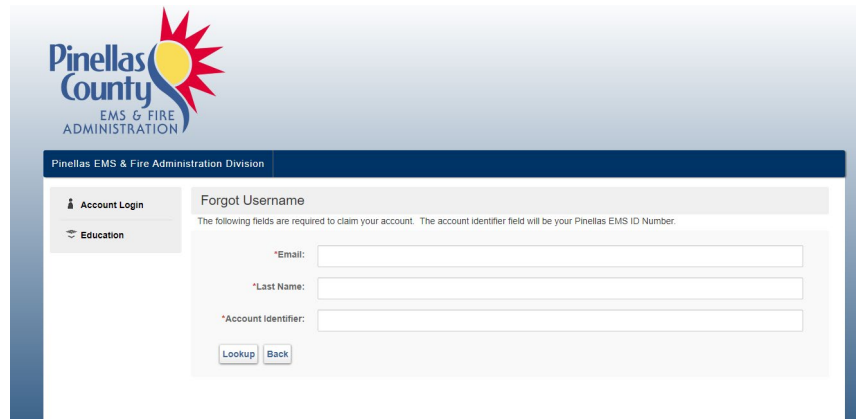 Pinellas
County
EMS & FIRE
ADMINISTRATION
Pinellas EMS & Fire Administration Division
Account Login
Education
Forgot Username
The following fields are required to claim your account. The account identifier field will be your Pinellas EMS ID Number.
*Email:
*Last Name:
*Account Identifier:
Lookup Back